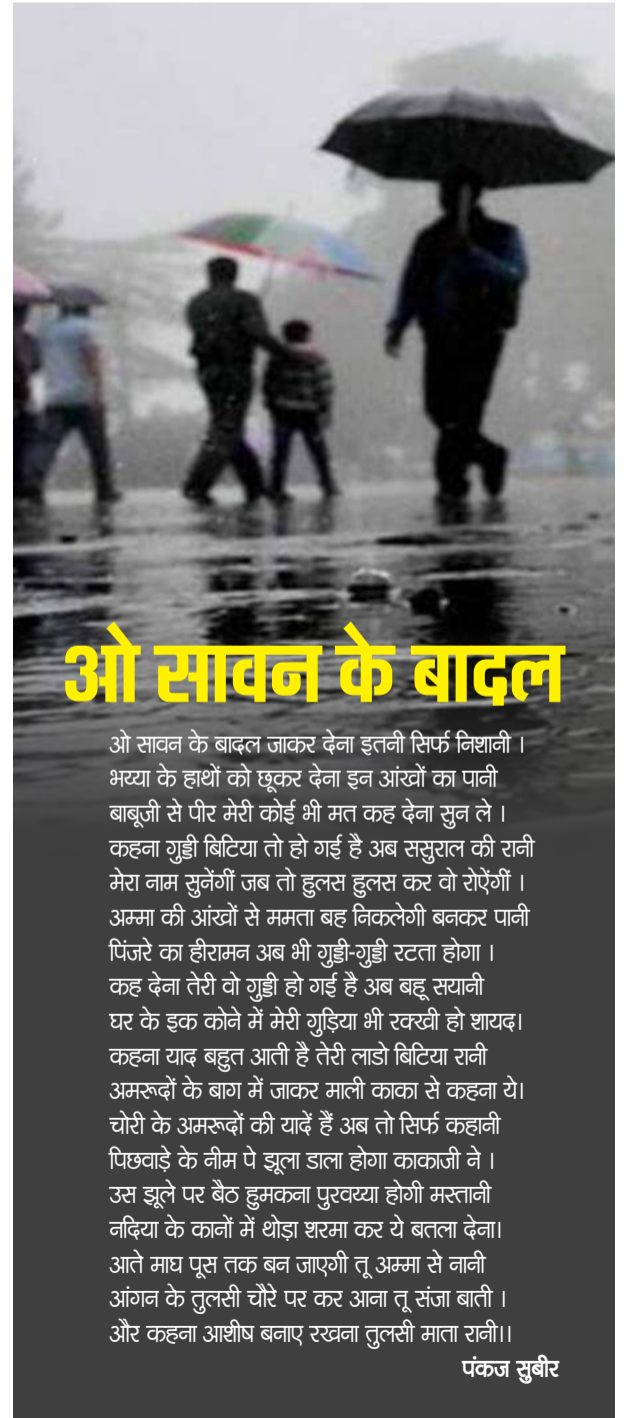 ओ सावन के बादल
ओ सावन के बादल जाकर देना इतनी सिर्फ निशानी ।
भय्या के हाथों को छूकर देना इन आंखों का पानी
बाबूजी से पीर मेरी कोई भी मत कह देना सुन ले ।
कहना गुड्डी बिटिया तो हो गई है अब ससुराल की रानी
मेरा नाम सुनेंगीं जब तो हुलस हुलस कर वो रोऐंगीं ।
अम्मा की आंखों से ममता बह निकलेगी बनकर पानी
पिंजरे का हीरामन अब भी गुड्डी-गुड्डी रटता होगा ।
कह देना तेरी वो गुड्डी हो गई है अब बहू सयानी
घर के इक कोने में मेरी गुड़िया भी रक्खी हो शायद।
कहना याद बहुत आती है तेरी लाडो बिटिया रानी
अमरूदों के बाग में जाकर माली काका से कहना ये।
चोरी के अमरूदों की यादें हैं अब तो सिर्फ कहानी
पिछवाड़े के नीम पे झूला डाला होगा काकाजी ने ।
उस झूले पर बैठ हुमकना पुरवय्या होगी मस्तानी
नदिया के कानों में थोड़ा शरमा कर ये बतला देना।
आते माघ पूस तक बन जाएगी तू अम्मा से नानी
आंगन के तुलसी चौरे पर कर आना तू संजा बाती ।
और कहना आशीष बनाए रखना तुलसी माता रानी।।
पंकज सुबीर